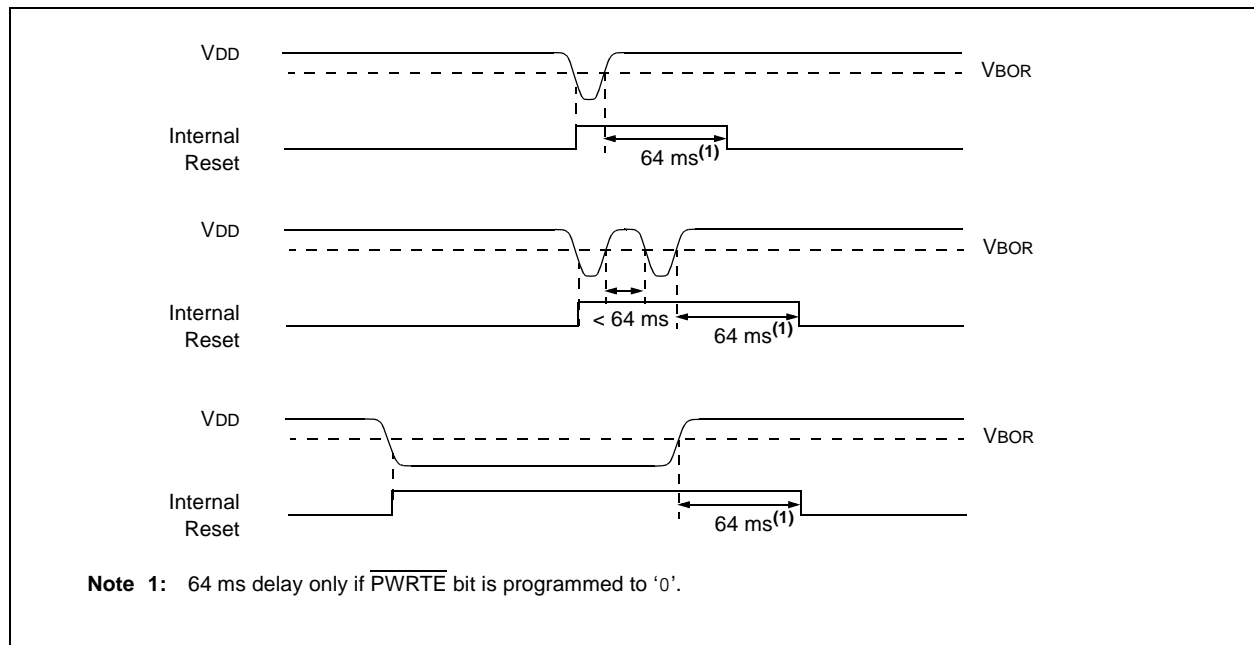 VDD
VBOR
Internal
Reset
64 ms(1)
VDD
VBOR
Internal
Reset
< 64 ms
64 ms(1)
VDD
VBOR
Internal
Reset
64 ms(1)
Note 1: 64 ms delay only if PWRTE bit is programmed to ‘0’.